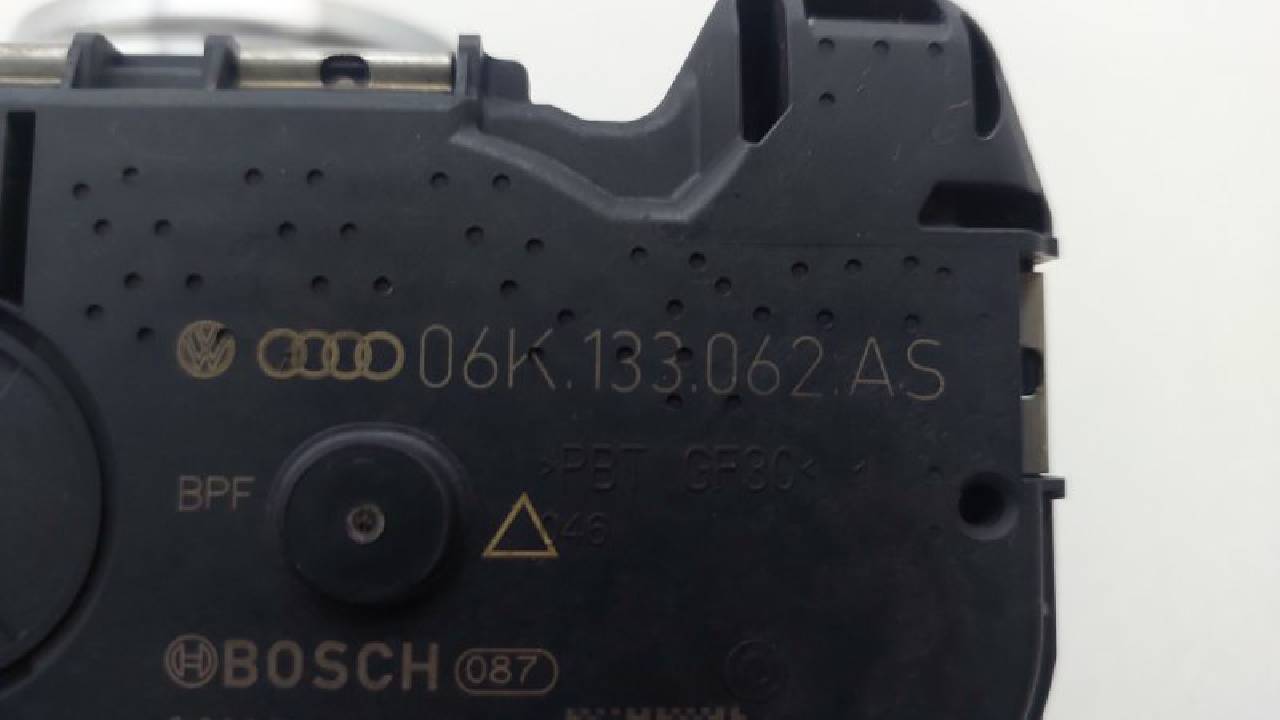 06K.133.062.AS
>PBT GF30<
BPF
BOSCH 087